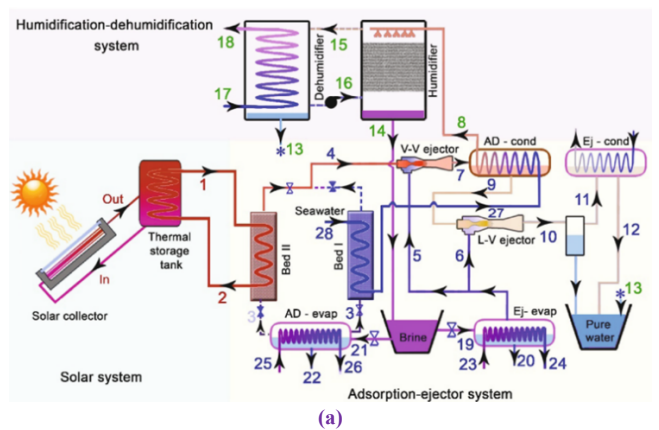 Humidification-dehumidification
system
18
15
17
16
Dehumidifier
Humidifier
*13
14
8
V-V ejector
AD - cond
Ej - cond
4
7
9
11
Out
1
Thermal
storage
tank
2
In
Solar collector
Seawater
28
Bed II
Bed I
27
L-V ejector
10
12
5
6
3
3
*13
AD - evap
Ej- evap
21
Brine
19
Pure
water
25
22
26
23
20
24
Solar system
Adsorption-ejector system
(a)